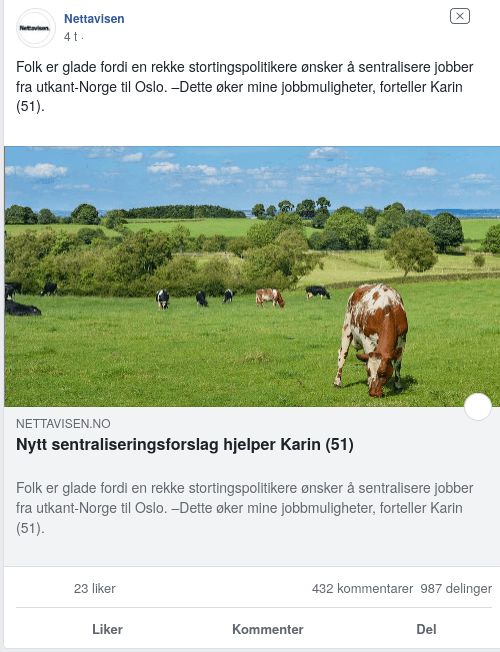 Nettavisen.
Nettavisen
4 t ·
Folk er glade fordi en rekke stortingspolitikere ønsker å sentralisere jobber
fra utkant-Norge til Oslo. –Dette øker mine jobbmuligheter, forteller Karin
(51).
NETTAVISEN.NO
Nytt sentraliseringsforslag hjelper Karin (51)
Folk er glade fordi en rekke stortingspolitikere ønsker å sentralisere jobber
fra utkant-Norge til Oslo. –Dette øker mine jobbmuligheter, forteller Karin
(51).
23 liker 432 kommentarer 987 delinger
Liker Kommenter Del